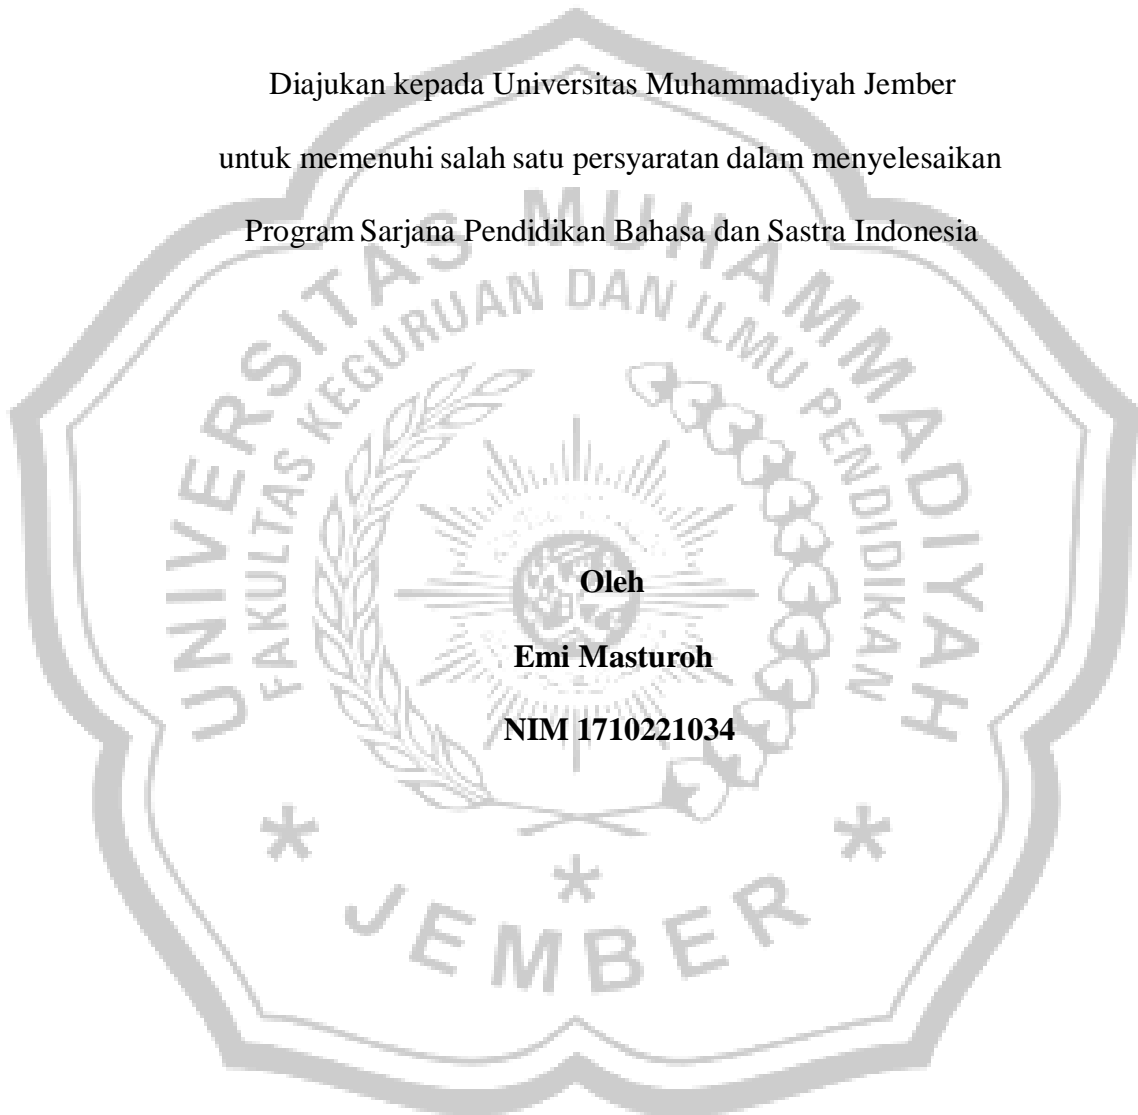 Diajukan kepada Universitas Muhammadiyah Jember
untuk memenuhi salah satu persyaratan dalam menyelesaikan
Program Sarjana Pendidikan Bahasa dan Sastra Indonesia
UNIVERSITAS MUHAMMADIYAH
FAKULTAS KEGURUAN DAN ILMU PENDIDIKAN
Oleh
Emi Masturoh
NIM 1710221034
* JEMBER *
*